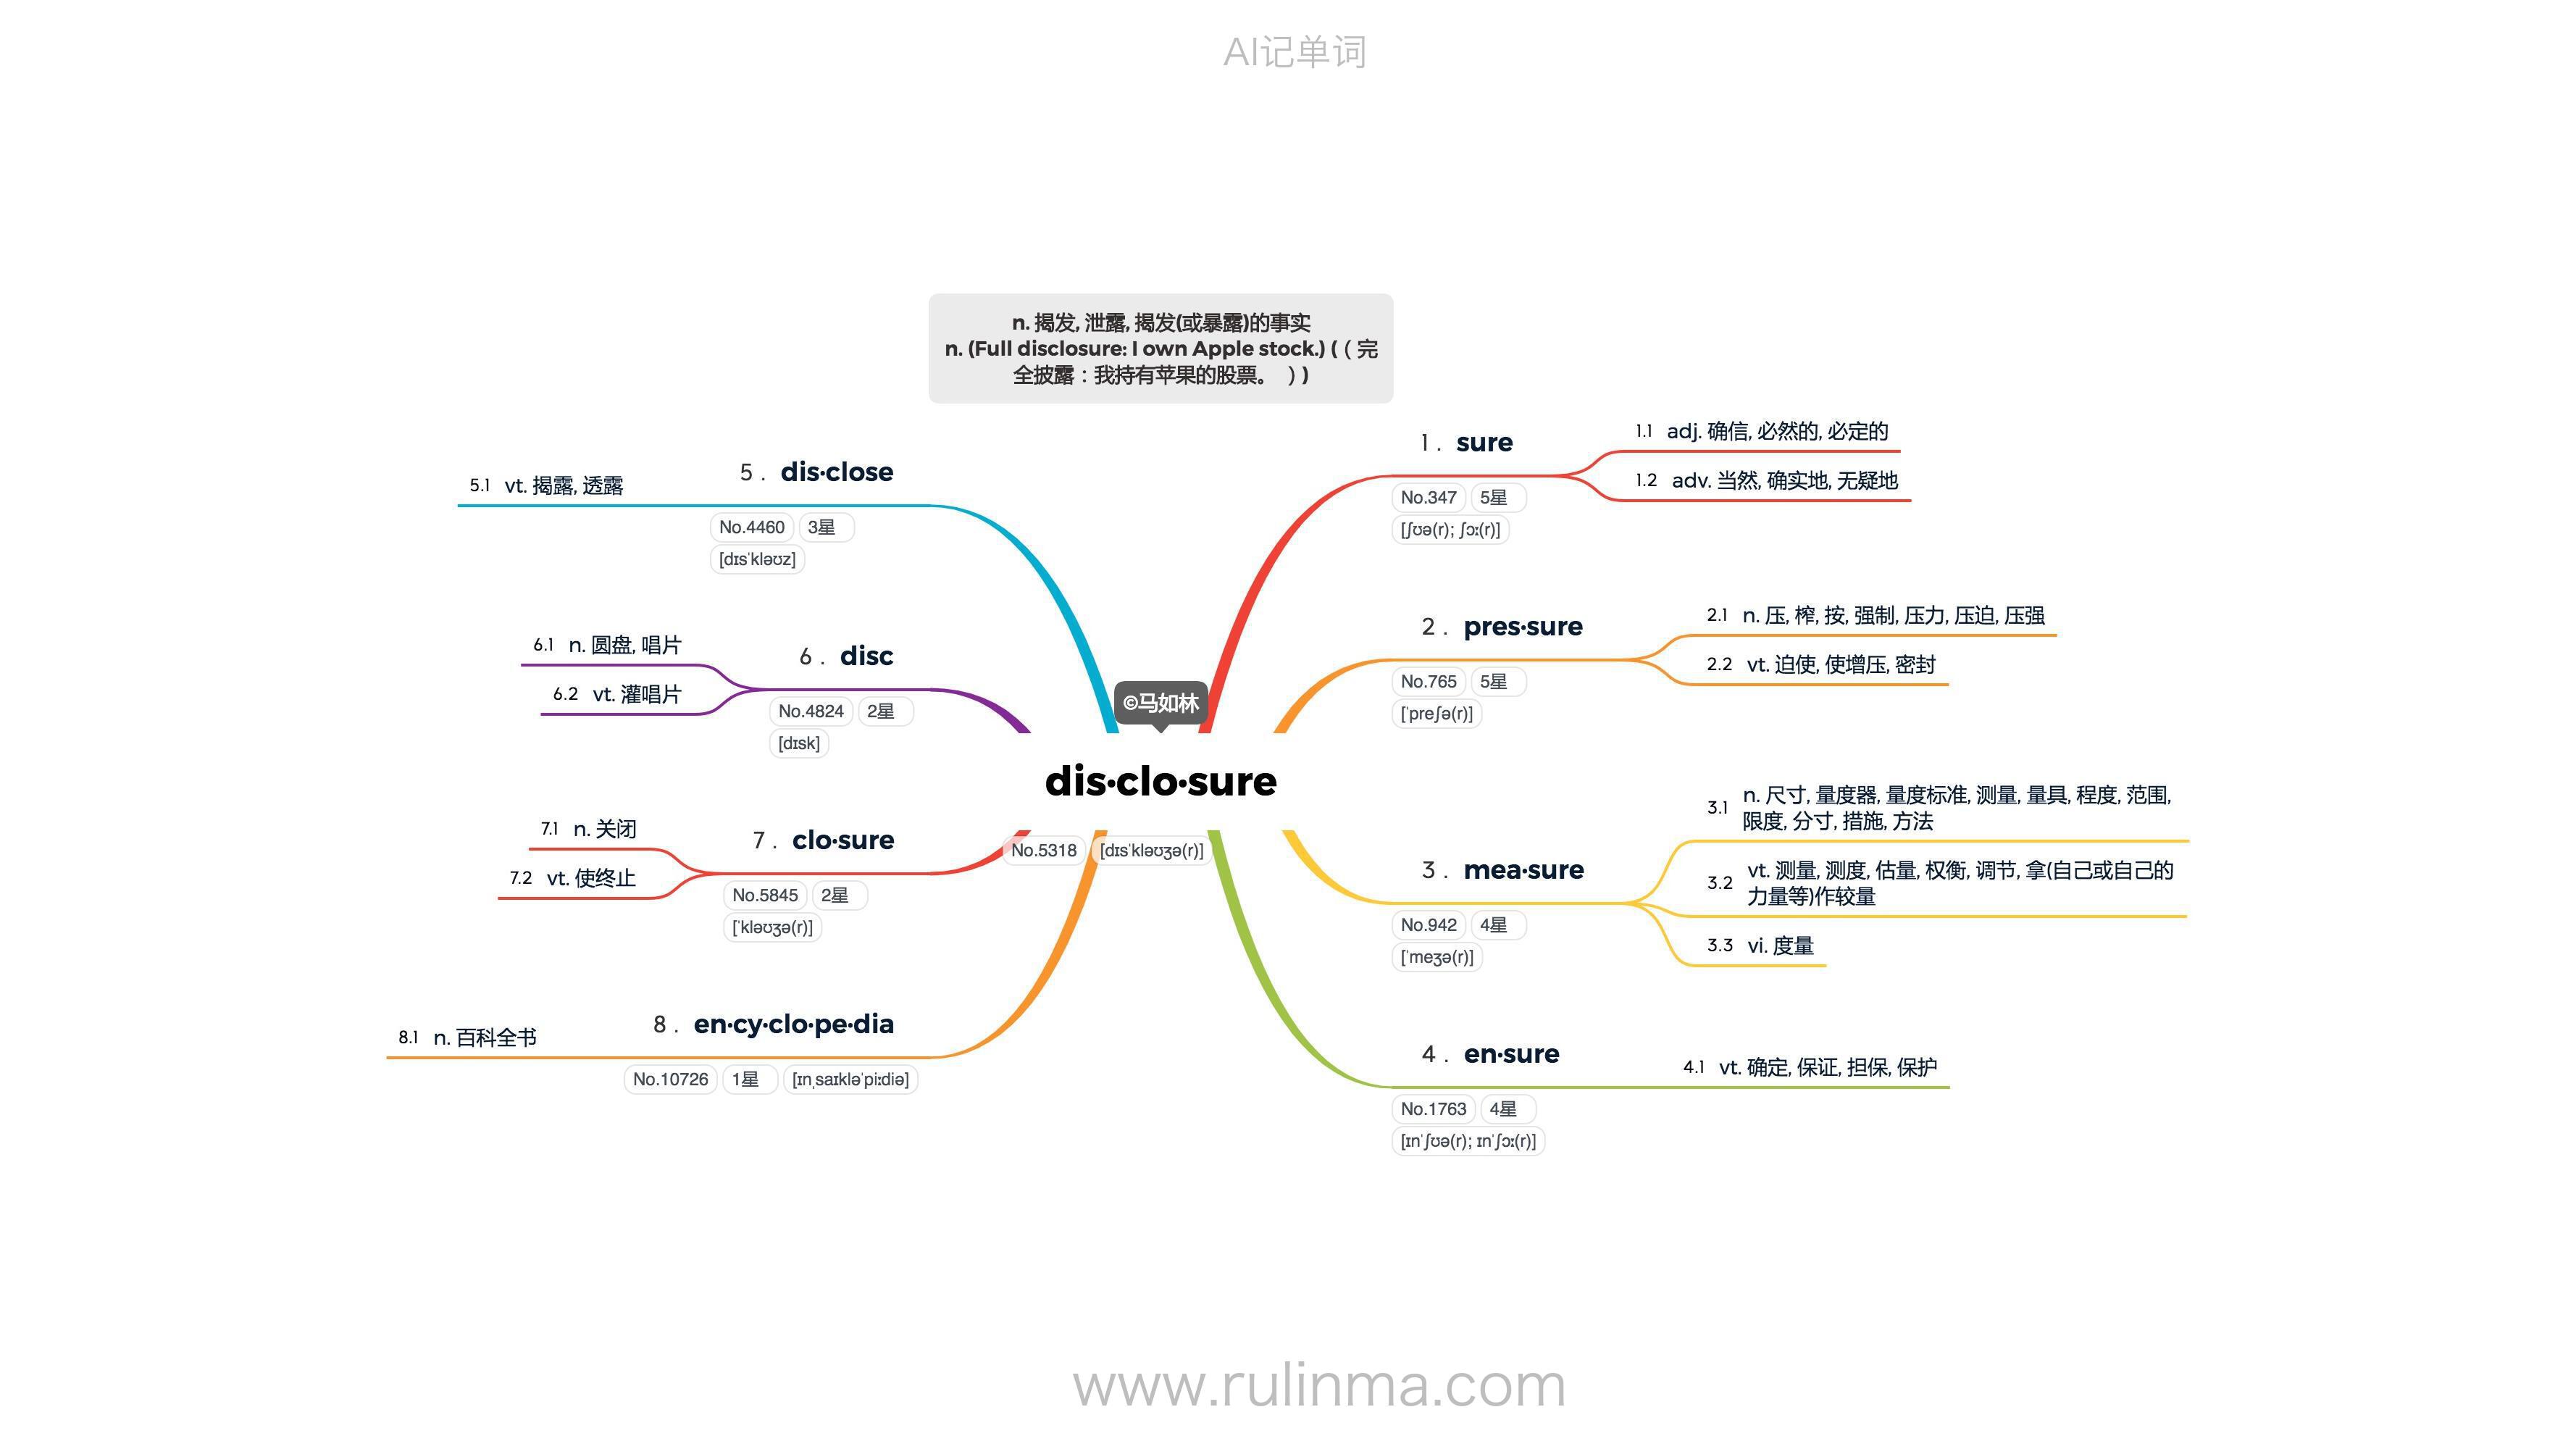 AI记单词
n. 揭发, 泄露, 揭发(或暴露)的事实
n. (Full disclosure: I own Apple stock.) (（完
全披露：我持有苹果的股票。 ）)
©马如林
dis·clo·sure
No.5318 [dɪsˈkləʊʒə(r)]
1 . sure
No.347 5星
[ʃʊə(r); ʃɔː(r)]
1.1 adj. 确信, 必然的, 必定的
1.2 adv. 当然, 确实地, 无疑地
2 . pres·sure
No.765 5星
[ˈpreʃə(r)]
2.1 n. 压, 榨, 按, 强制, 压力, 压迫, 压强
2.2 vt. 迫使, 使增压, 密封
3 . mea·sure
No.942 4星
[ˈmeʒə(r)]
3.1 n. 尺寸, 量度器, 量度标准, 测量, 量具, 程度, 范围,
限度, 分寸, 措施, 方法
3.2 vt. 测量, 测度, 估量, 权衡, 调节, 拿(自己或自己的
力量等)作较量
3.3 vi. 度量
4 . en·sure
No.1763 4星
[ɪnˈʃʊə(r); ɪnˈʃɔː(r)]
4.1 vt. 确定, 保证, 担保, 保护
5 . dis·close
No.4460 3星
[dɪsˈkləʊz]
5.1 vt. 揭露, 透露
6 . disc
No.4824 2星
[dɪsk]
6.1 n. 圆盘, 唱片
6.2 vt. 灌唱片
7 . clo·sure
No.5845 2星
[ˈkləʊʒə(r)]
7.1 n. 关闭
7.2 vt. 使终止
8 . en·cy·clo·pe·dia
No.10726 1星 [ɪnˌsaɪkləˈpiːdiə]
8.1 n. 百科全书
www.rulinma.com